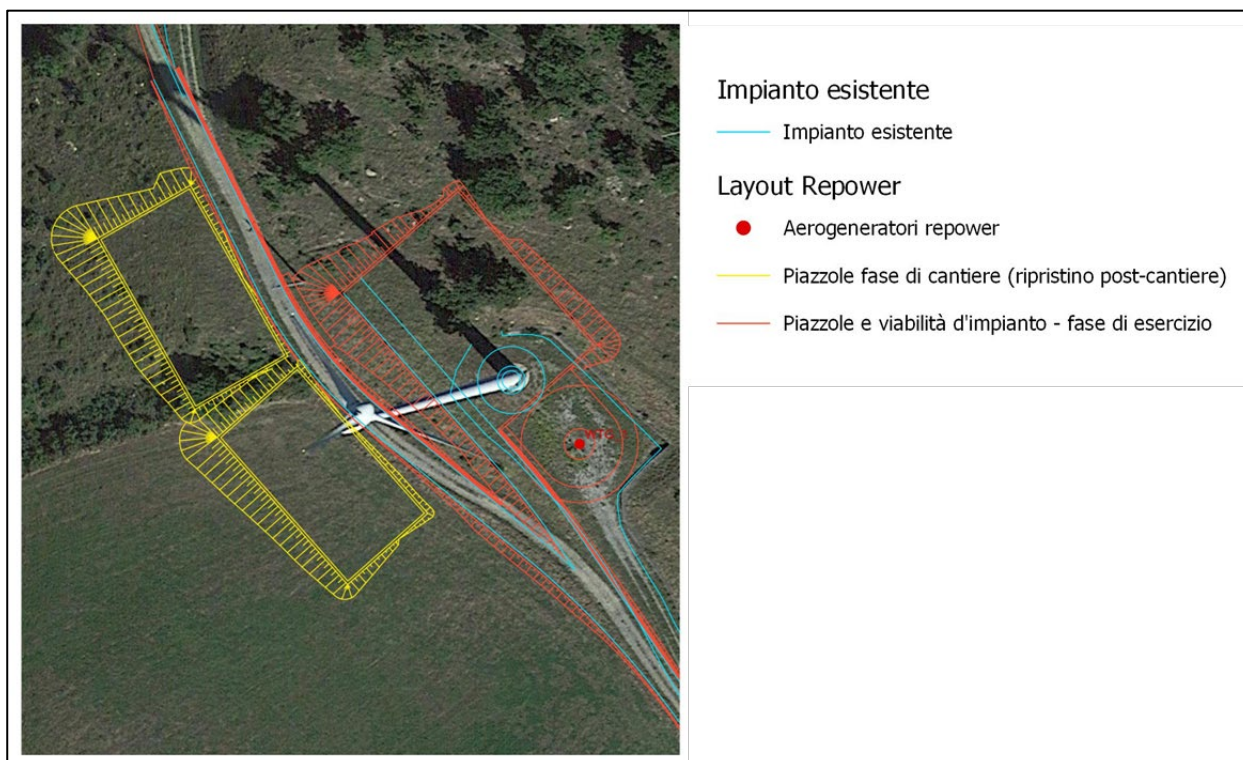 Impianto esistente
Impianto esistente
Layout Repower
Aerogeneratori repower
Piazzole fase di cantiere (ripristino post-cantiere)
Piazzole e viabilità d'impianto - fase di esercizio